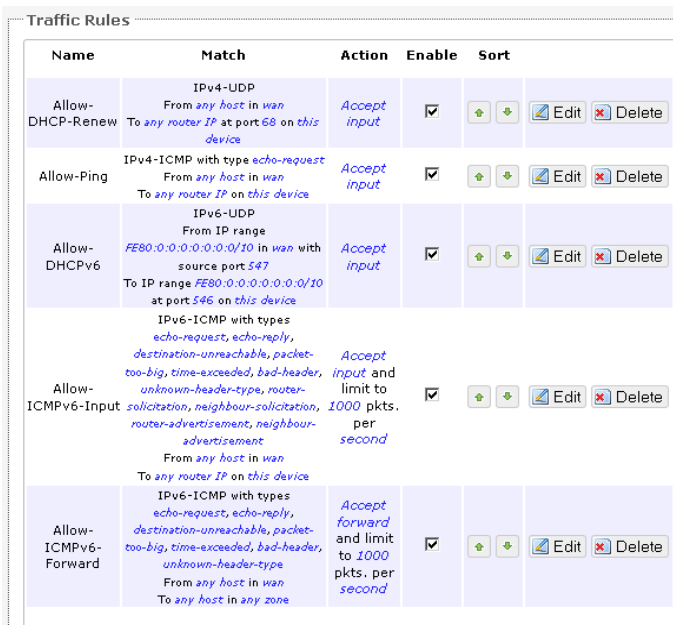 Traffic Rules
Name Match Action Enable Sort
IPv4-UDP
From any host in wan
To any router IP at port 68 on this
device
Allow-
DHCP-Renew
Accept
input
Edit Delete
IPv4-ICMP with type echo-request
From any host in wan
To any router IP on this device
Allow-Ping
Accept
input
Edit Delete
IPv6-UDP
From IP range
FE80:0:0:0:0:0:0:0/10 in wan with
source port 547
To IP range FE80:0:0:0:0:0:0:0/10
at port 546 on this device
Allow-
DHCPv6
Accept
input
Edit Delete
IPv6-ICMP with types
echo-request, echo-reply,
destination-unreachable, packet-
too-big, time-exceeded, bad-header,
unknown-header-type, router-
solicitation, neighbour-solicitation,
router-advertisement, neighbour-
advertisement
From any host in wan
To any router IP on this device
Allow-
ICMPv6-Input
Accept
input and
limit to
1000 pkts.
per
second
Edit Delete
IPv6-ICMP with types
echo-request, echo-reply,
destination-unreachable, packet-
too-big, time-exceeded, bad-header,
unknown-header-type
From any host in wan
To any host in any zone
Allow-
ICMPv6-
Forward
Accept
forward
and limit
to 1000
pkts. per
second
Edit Delete